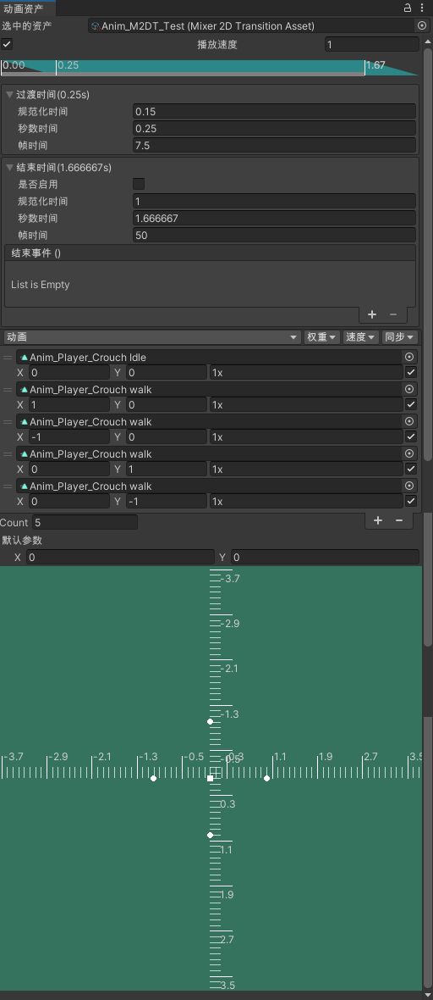 动画资产
选中的资产 Anim_M2DT_Test (Mixer 2D Transition Asset)
播放速度 1
0.00 0.25 1.67
过渡时间(0.25s)
规范化时间 0.15
秒数时间 0.25
帧时间 7.5
结束时间(1.666667s)
是否启用
规范化时间 1
秒数时间 1.666667
帧时间 50
结束事件 ()
List is Empty
动画 权重 速度 同步
Anim_Player_Crouch Idle
X 0 Y 0 1x
Anim_Player_Crouch walk
X 1 Y 0 1x
Anim_Player_Crouch walk
X -1 Y 0 1x
Anim_Player_Crouch walk
X 0 Y 1 1x
Anim_Player_Crouch walk
X 0 Y -1 1x
Count 5
默认参数
X 0 Y 0
-3.7
-2.9
-2.1
-1.3
-3.7 -2.9 -2.1 -1.3 -0.5 0.3 1.1 1.9 2.7 3.5
-0.5
0.3
1.1
1.9
2.7
3.5